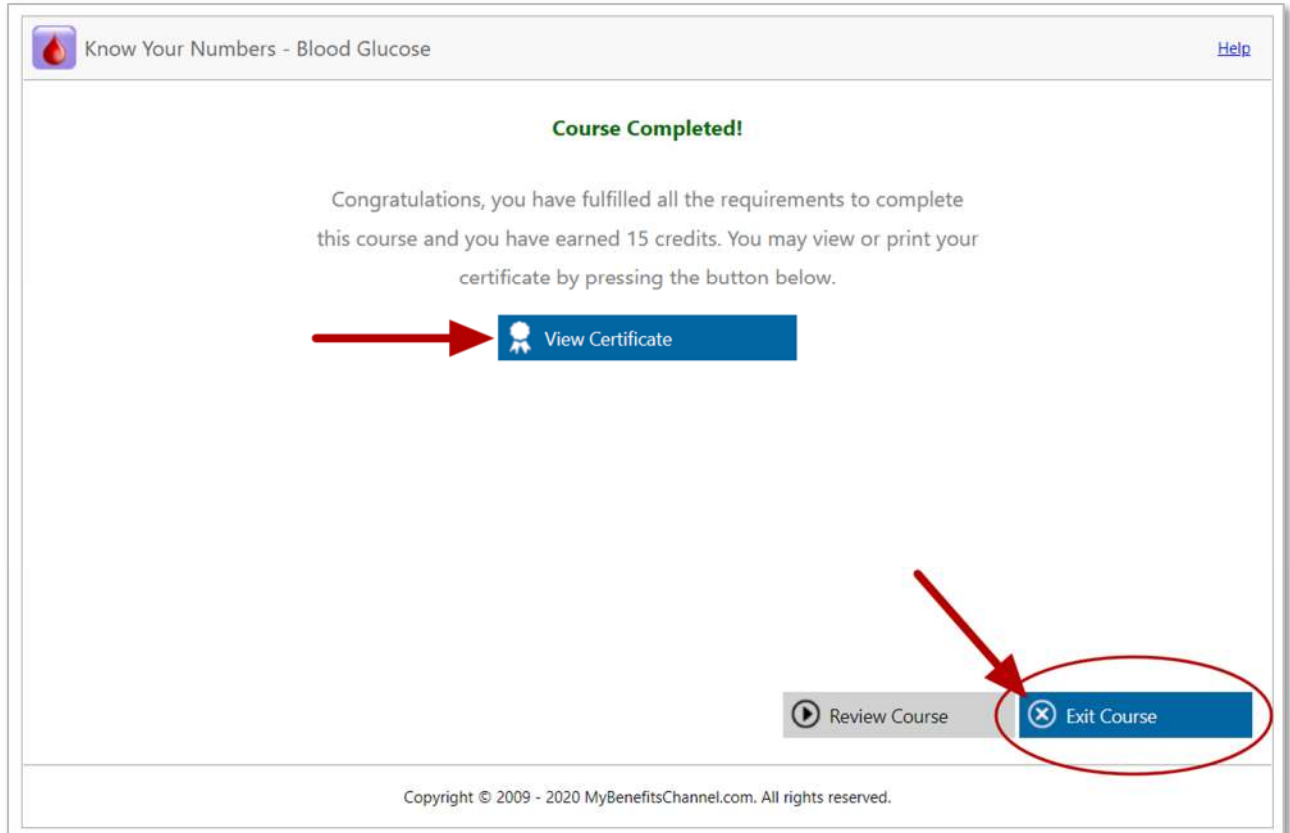 Know Your Numbers - Blood Glucose
Help
Course Completed!
Congratulations, you have fulfilled all the requirements to complete
this course and you have earned 15 credits. You may view or print your
certificate by pressing the button below.
View Certificate
Review Course
Exit Course
Copyright © 2009 - 2020 MyBenefitsChannel.com. All rights reserved.